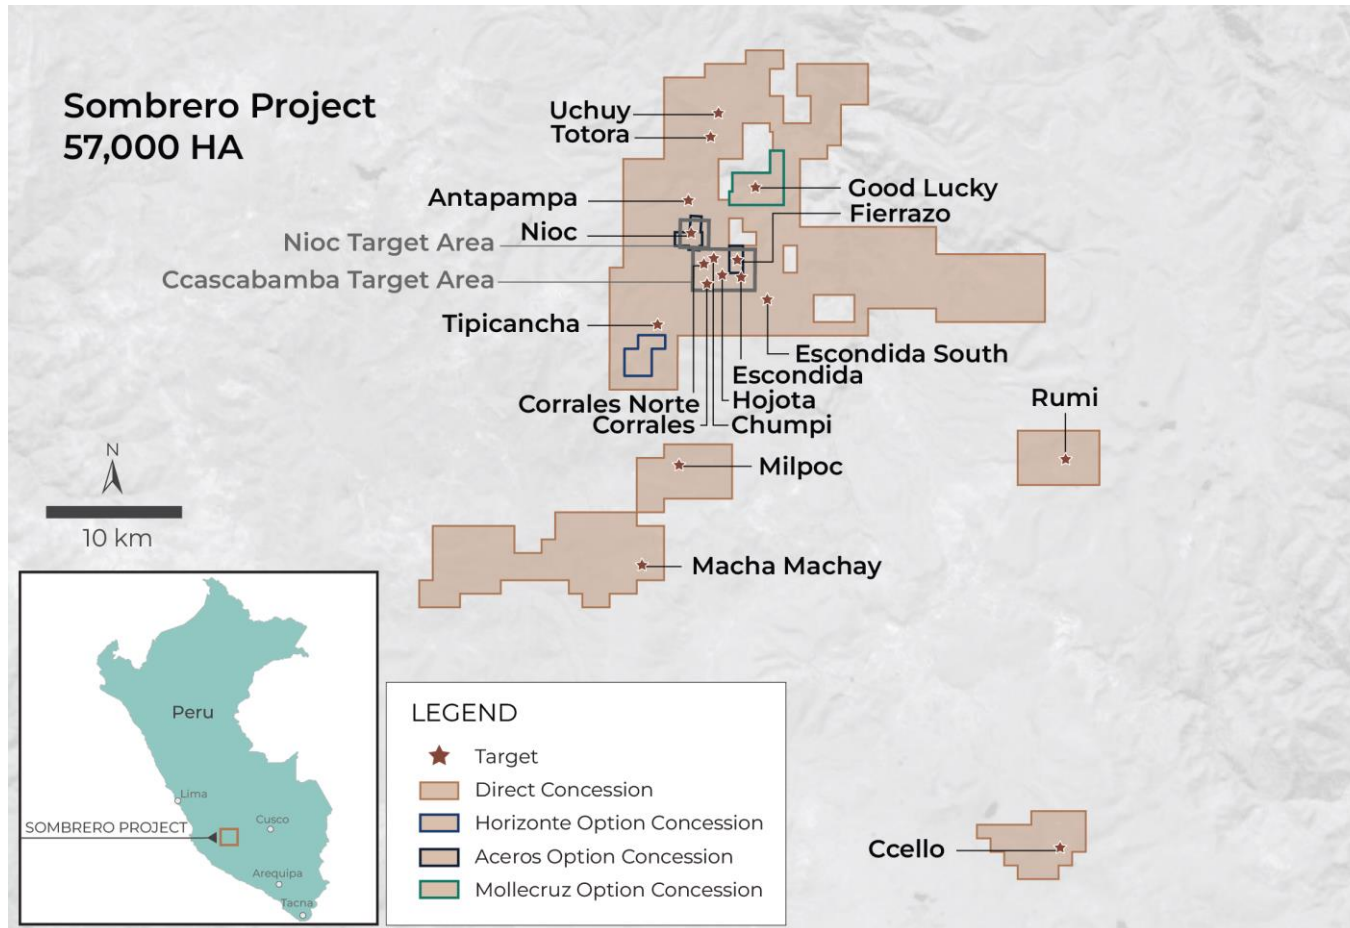 Sombrero Project
57,000 HA
Uchuy
Totora
Good Lucky
Fierrazo
Antapampa
Nioc
Nioc Target Area
Ccascabamba Target Area
Tipicancha
Escondida South
Escondida
Hojota
Chumpi
Corrales Norte
Corrales
Rumi
Milpoc
Macha Machay
Ccello
N
10 km
Peru
Lima
SOMBRERO PROJECT
Cusco
Arequipa
Tacna
LEGEND
Target
Direct Concession
Horizonte Option Concession
Aceros Option Concession
Mollecruz Option Concession